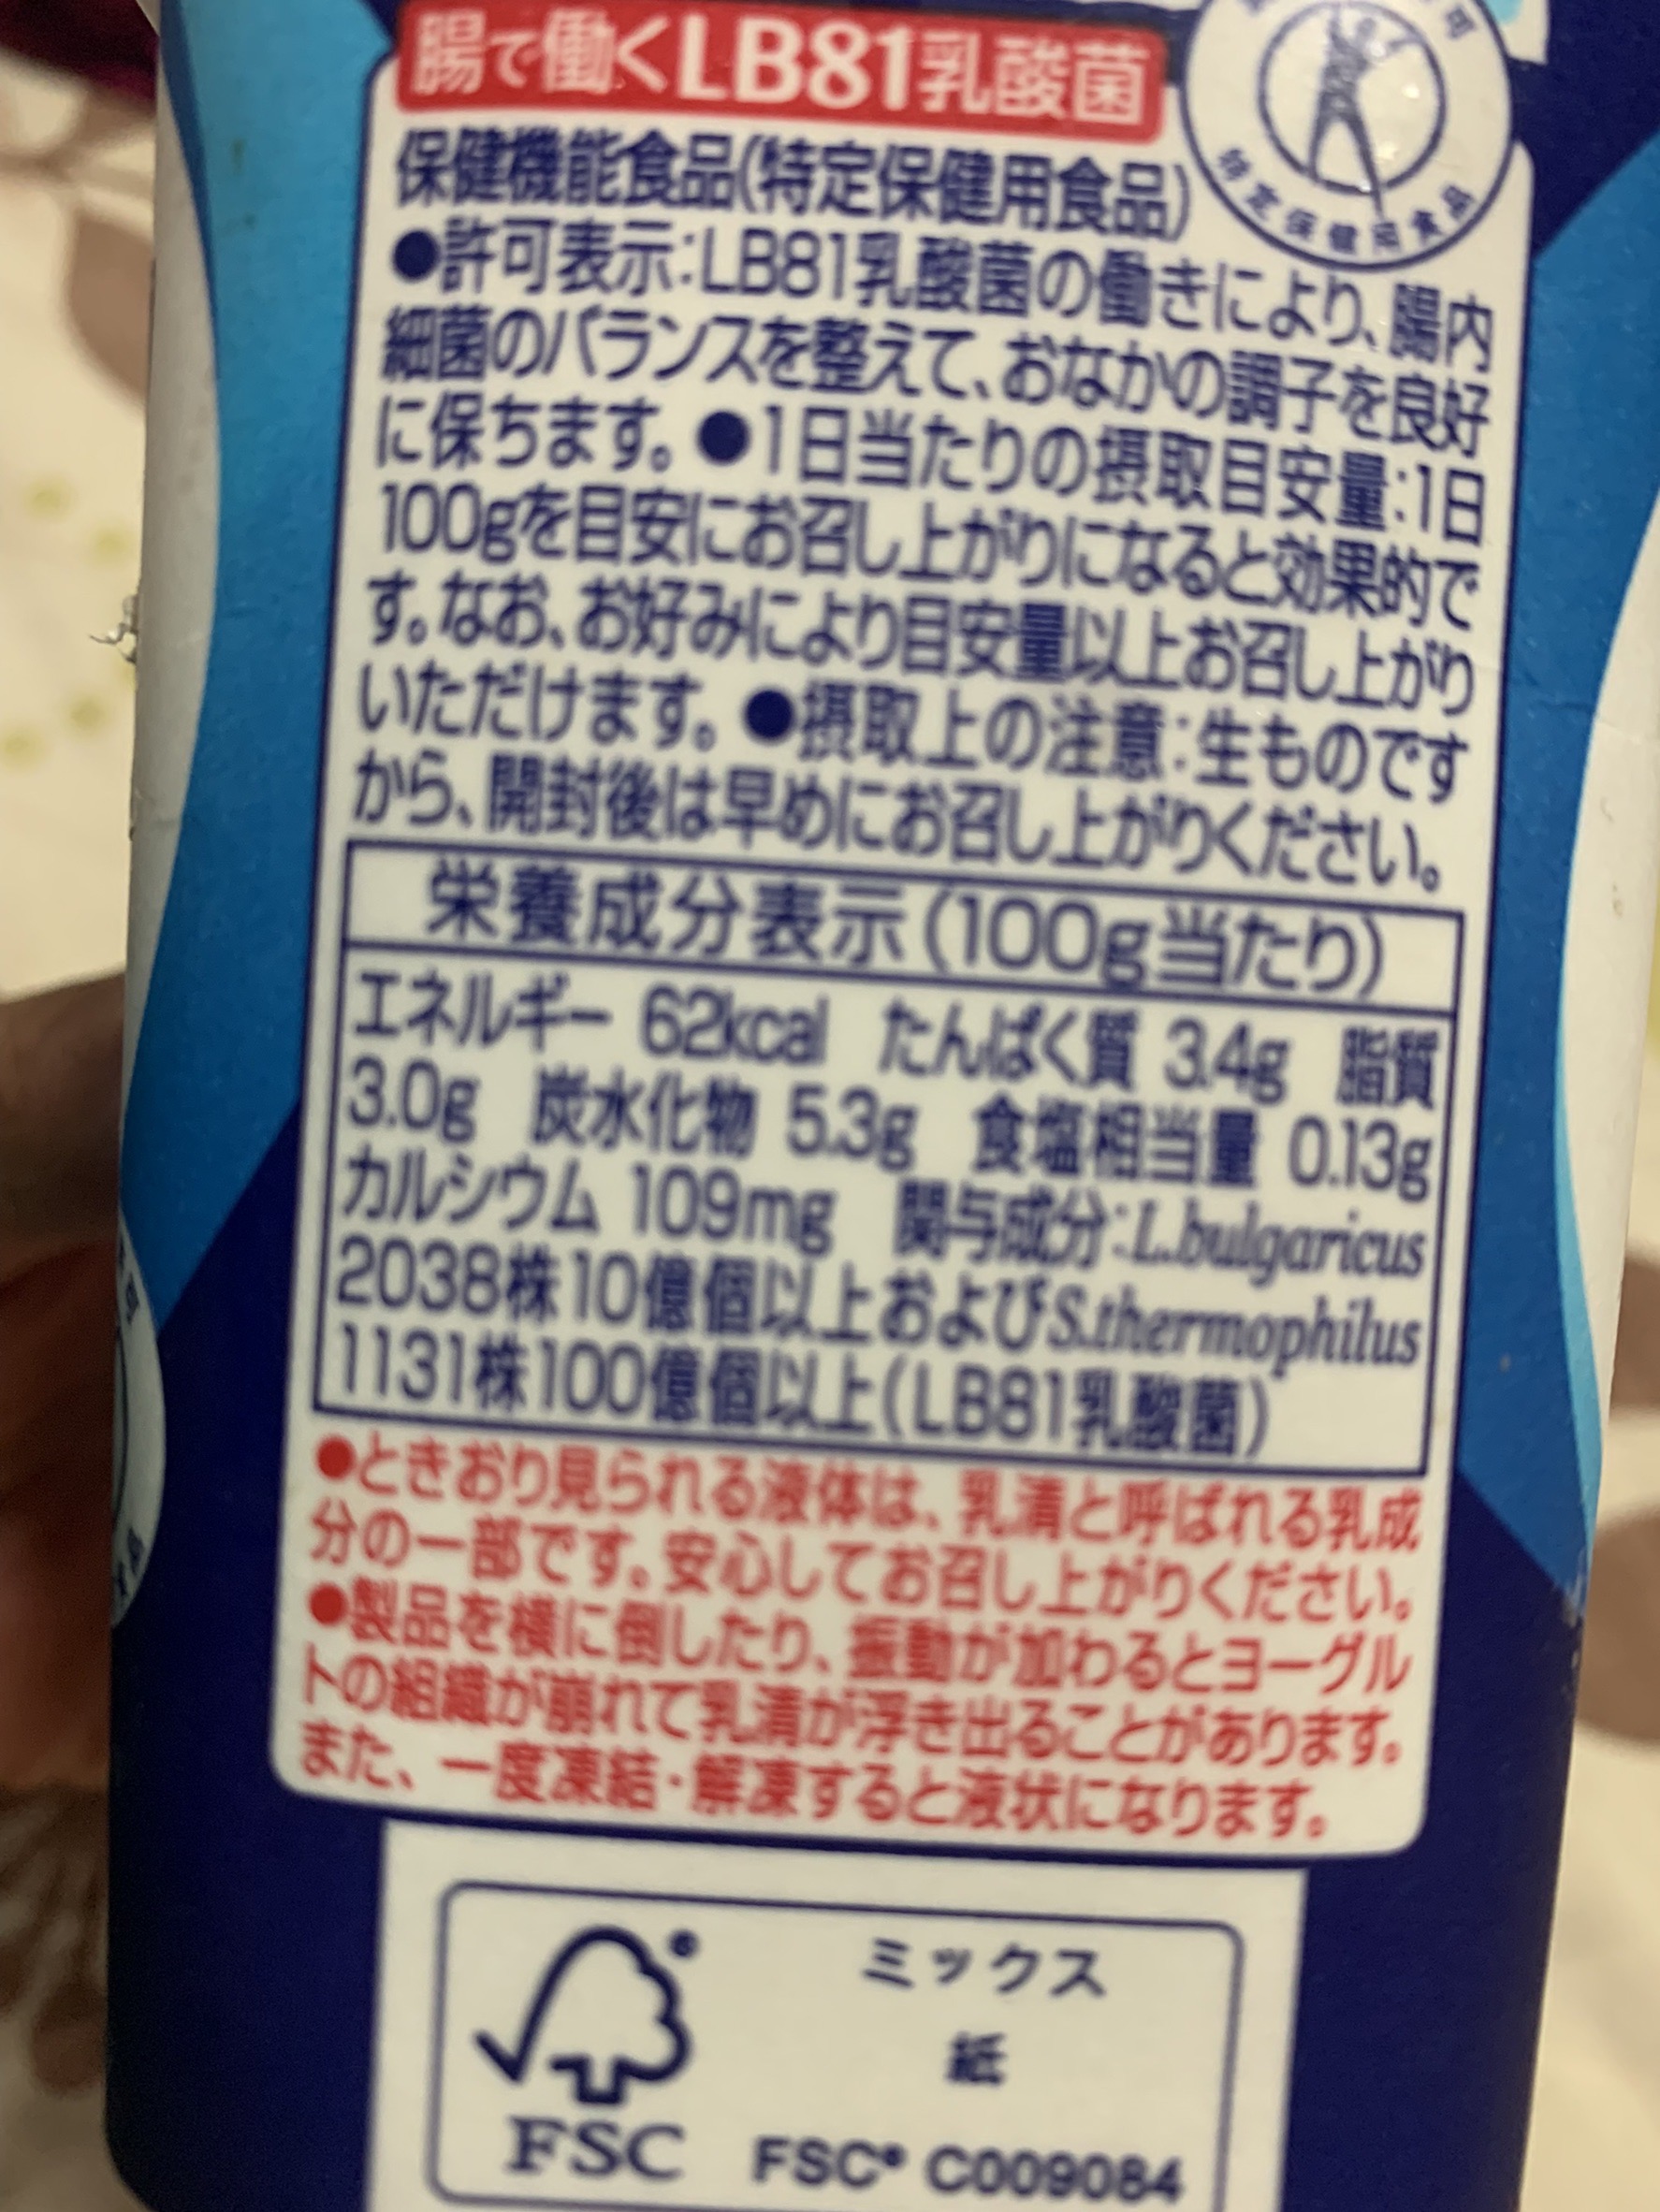 腸で働くLB81乳酸菌
保健機能食品(特定保健用食品)
特定保健用食品
●許可表示:LB81乳酸菌の働きにより、腸内
細菌のバランスを整えて、おなかの調子を良好
に保ちます。●1日当たりの摂取目安量:1日
100gを目安にお召し上がりになると効果的で
す。なお、お好みにより目安量以上お召し上がり
いただけます。●摂取上の注意:生ものです
から、開封後は早めにお召し上がりください。
栄養成分表示(100g当たり)
エネルギー 62kcal たんぱく質 3.4g 脂質
3.0g 炭水化物 5.3g 食塩相当量 0.13g
カルシウム 109mg 関与成分:L.bulgaricus
2038株10億個以上およびS.thermophilus
1131株100億個以上(LB81乳酸菌)
●ときおり見られる液体は、乳清と呼ばれる乳成
分の一部です。安心してお召し上がりください。
●製品を横に倒したり、振動が加わるとヨーグル
トの組織が崩れて乳清が浮き出ることがあります。
また、一度凍結・解凍すると液状になります。
ミックス
紙
FSC
FSC® C009084